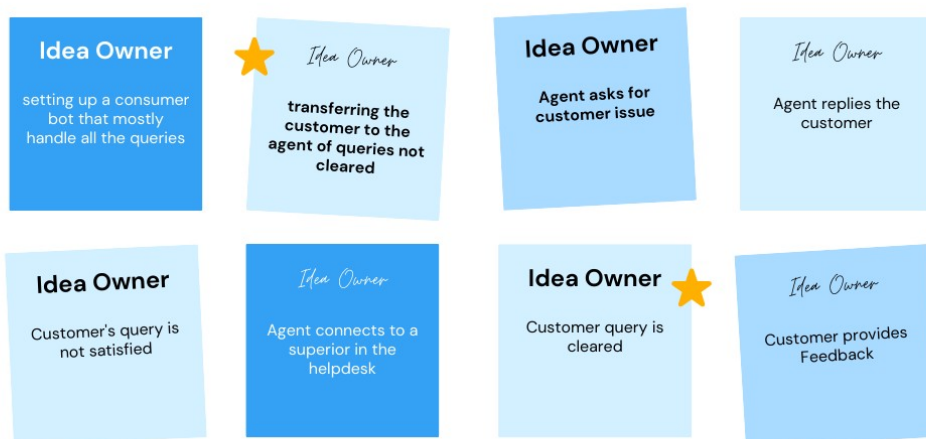 Idea Owner
setting up a consumer
bot that mostly
handle all the queries
Idea Owner
transferring the
customer to the
agent of queries not
cleared
Idea Owner
Agent asks for
customer issue
Idea Owner
Agent replies the
customer
Idea Owner
Customer's query is
not satisfied
Idea Owner
Agent connects to a
superior in the
helpdesk
Idea Owner
Customer query is
cleared
Idea Owner
Customer provides
Feedback